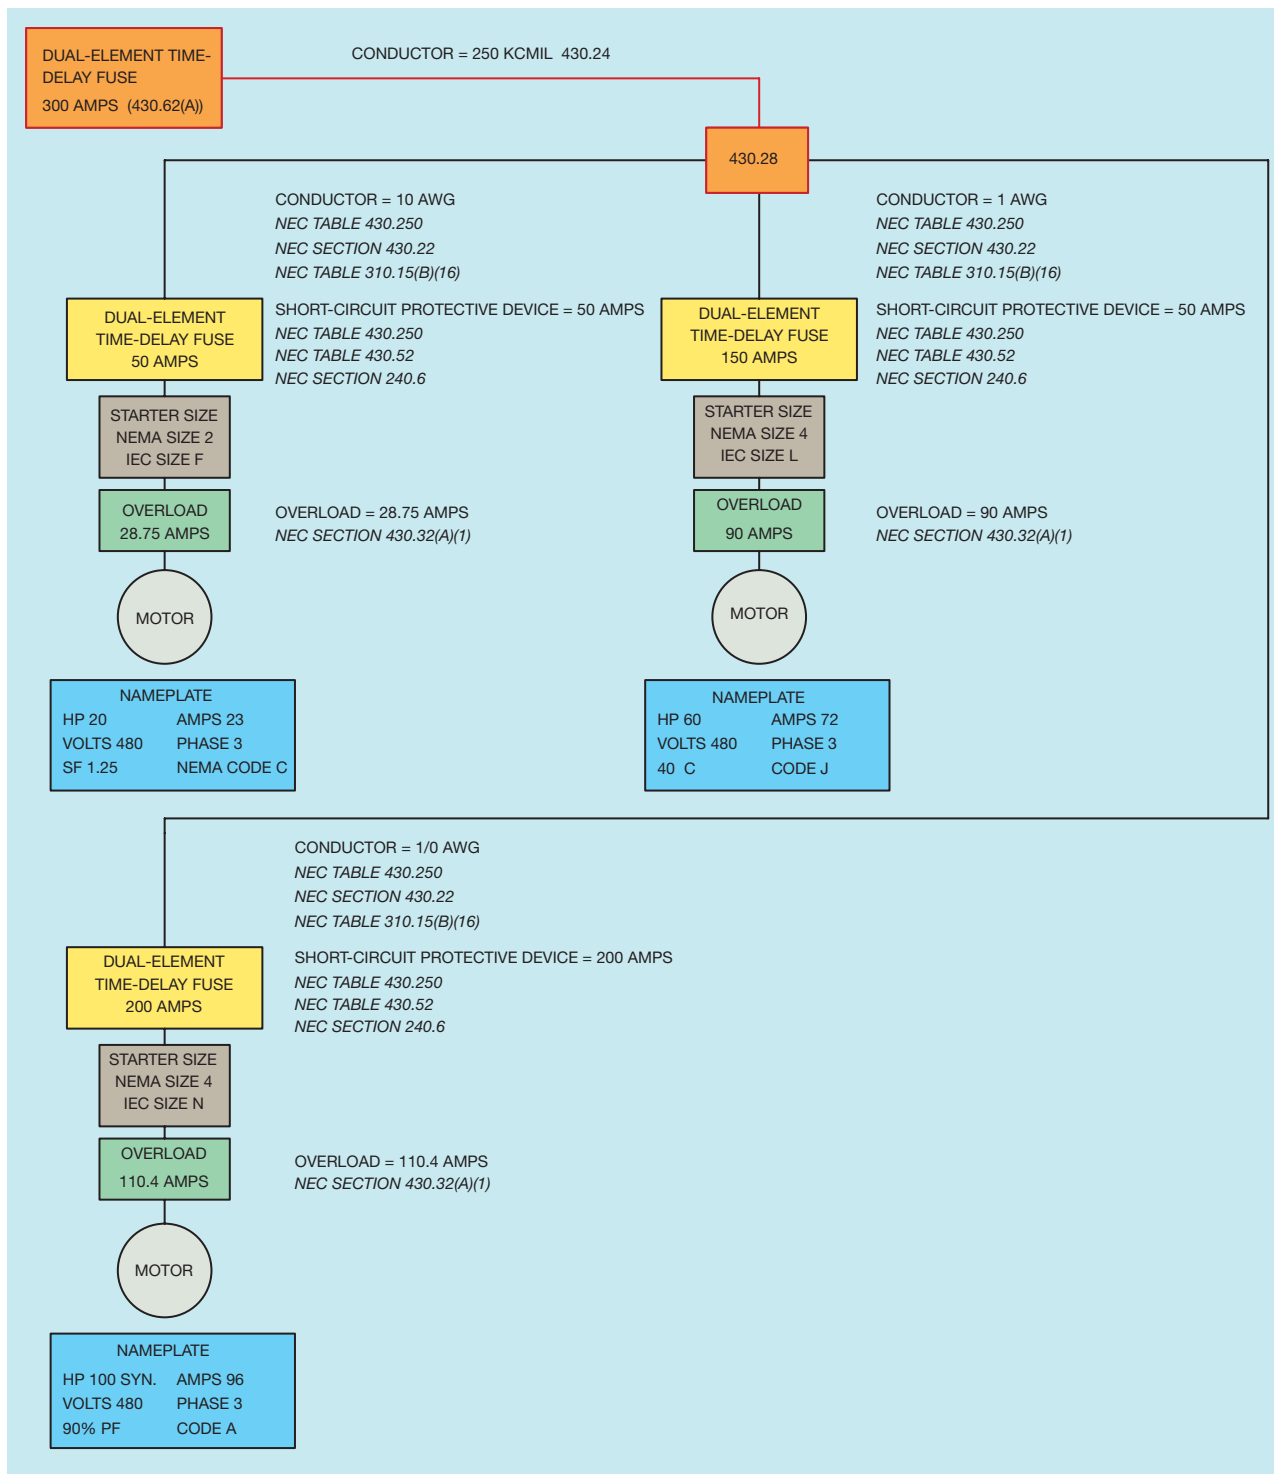 DUAL-ELEMENT TIME-
DELAY FUSE
300 AMPS (430.62(A))
CONDUCTOR = 250 KCMIL 430.24
430.28
CONDUCTOR = 10 AWG
NEC TABLE 430.250
NEC SECTION 430.22
NEC TABLE 310.15(B)(16)
DUAL-ELEMENT
TIME-DELAY FUSE
50 AMPS
SHORT-CIRCUIT PROTECTIVE DEVICE = 50 AMPS
NEC TABLE 430.250
NEC TABLE 430.52
NEC SECTION 240.6
STARTER SIZE
NEMA SIZE 2
IEC SIZE F
OVERLOAD
28.75 AMPS
OVERLOAD = 28.75 AMPS
NEC SECTION 430.32(A)(1)
MOTOR
NAMEPLATE
HP 20 AMPS 23
VOLTS 480 PHASE 3
SF 1.25 NEMA CODE C
CONDUCTOR = 1 AWG
NEC TABLE 430.250
NEC SECTION 430.22
NEC TABLE 310.15(B)(16)
DUAL-ELEMENT
TIME-DELAY FUSE
150 AMPS
SHORT-CIRCUIT PROTECTIVE DEVICE = 50 AMPS
NEC TABLE 430.250
NEC TABLE 430.52
NEC SECTION 240.6
STARTER SIZE
NEMA SIZE 4
IEC SIZE L
OVERLOAD
90 AMPS
OVERLOAD = 90 AMPS
NEC SECTION 430.32(A)(1)
MOTOR
NAMEPLATE
HP 60 AMPS 72
VOLTS 480 PHASE 3
40 C CODE J
CONDUCTOR = 1/0 AWG
NEC TABLE 430.250
NEC SECTION 430.22
NEC TABLE 310.15(B)(16)
DUAL-ELEMENT
TIME-DELAY FUSE
200 AMPS
SHORT-CIRCUIT PROTECTIVE DEVICE = 200 AMPS
NEC TABLE 430.250
NEC TABLE 430.52
NEC SECTION 240.6
STARTER SIZE
NEMA SIZE 4
IEC SIZE N
OVERLOAD
110.4 AMPS
OVERLOAD = 110.4 AMPS
NEC SECTION 430.32(A)(1)
MOTOR
NAMEPLATE
HP 100 SYN. AMPS 96
VOLTS 480 PHASE 3
90% PF CODE A